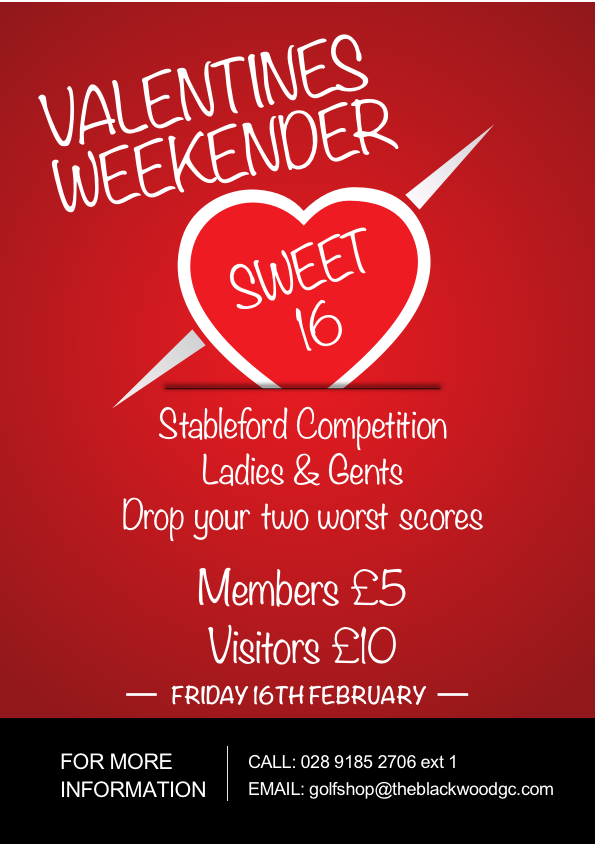 VALENTINES
WEEKENDER
SWEET
16
Stableford Competition
Ladies & Gents
Drop your two worst scores
Members £5
Visitors £10
FRIDAY 16TH FEBRUARY
FOR MORE
INFORMATION
CALL: 028 9185 2706 ext 1
EMAIL: golfshop@theblackwoodgc.com